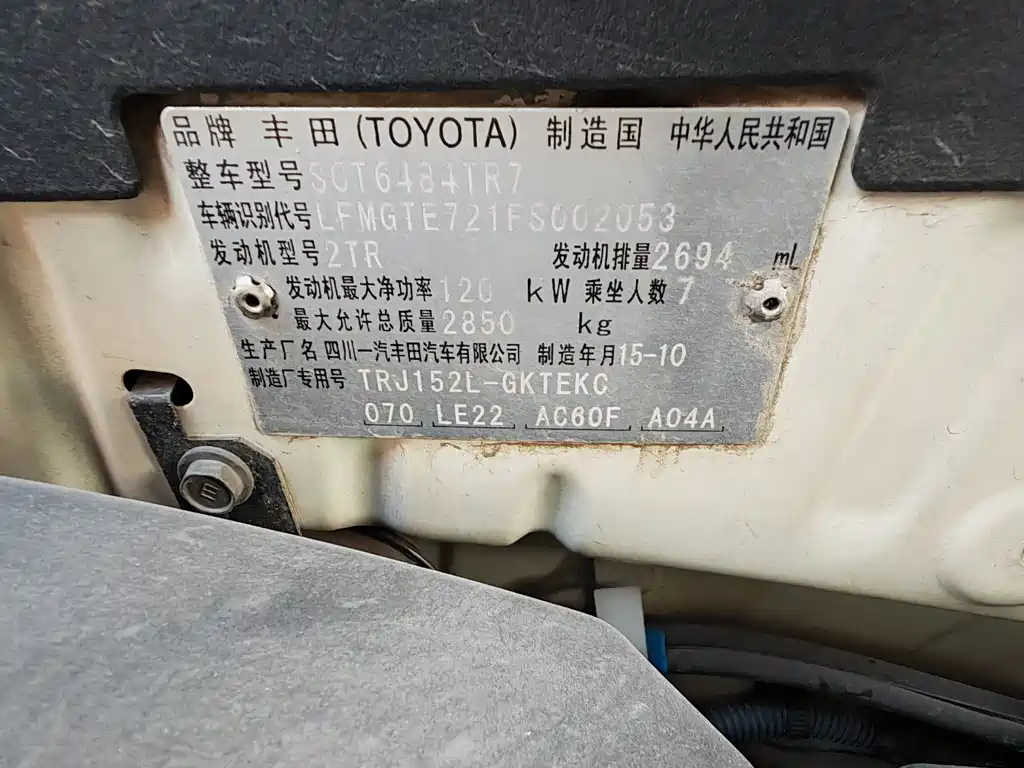 品牌 丰田 (TOYOTA) 制造国 中华人民共和国
整车型号 SCT6484TR7
车辆识别代号 LFMGTE721FS002053
发动机型号 2TR 发动机排量 2694 ml
发动机最大净功率 120 kW 乘坐人数 7
最大允许总质量 2850 kg
生产厂名 四川一汽丰田汽车有限公司 制造年月 15-10
制造厂专用号 TRJ152L-GKTEKC
070 LE22 AC60F A04A
E